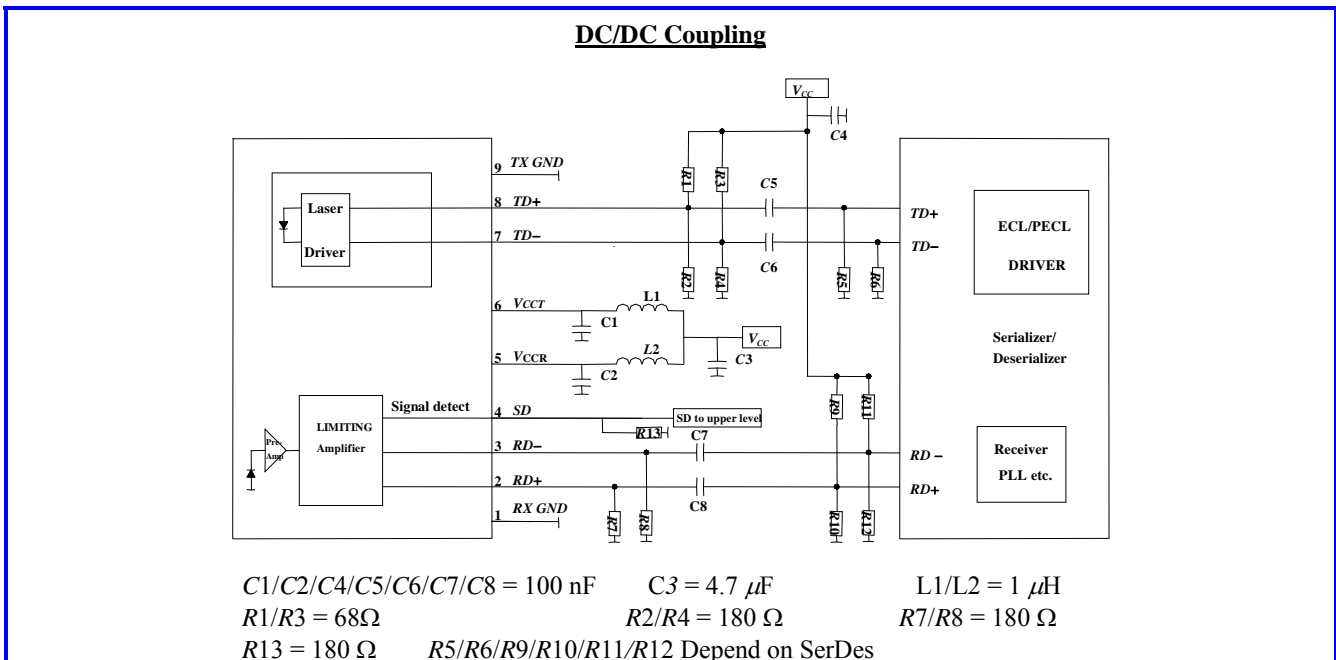 DC/DC Coupling
VCC
C4
9 TX GND
R1
R3
C5
Laser
Driver
8 TD+
TD+
ECL/PECL
DRIVER
7 TD−
TD−
C6
R2
R4
R5
R6
6 VCCT
L1
C1
VCC
Serializer/
Deserializer
5 VCCR
L2
C3
C2
R9
R11
Signal detect
4 SD
SD to upper level
LIMITING
Amplifier
R13
C7
Pre-
Amp
3 RD−
RD −
Receiver
PLL etc.
2 RD+
RD+
C8
1 RX GND
R7
R8
R10
R12
C1/C2/C4/C5/C6/C7/C8 = 100 nF C3 = 4.7 µF L1/L2 = 1 µH
R1/R3 = 68Ω R2/R4 = 180 Ω R7/R8 = 180 Ω
R13 = 180 Ω R5/R6/R9/R10/R11/R12 Depend on SerDes